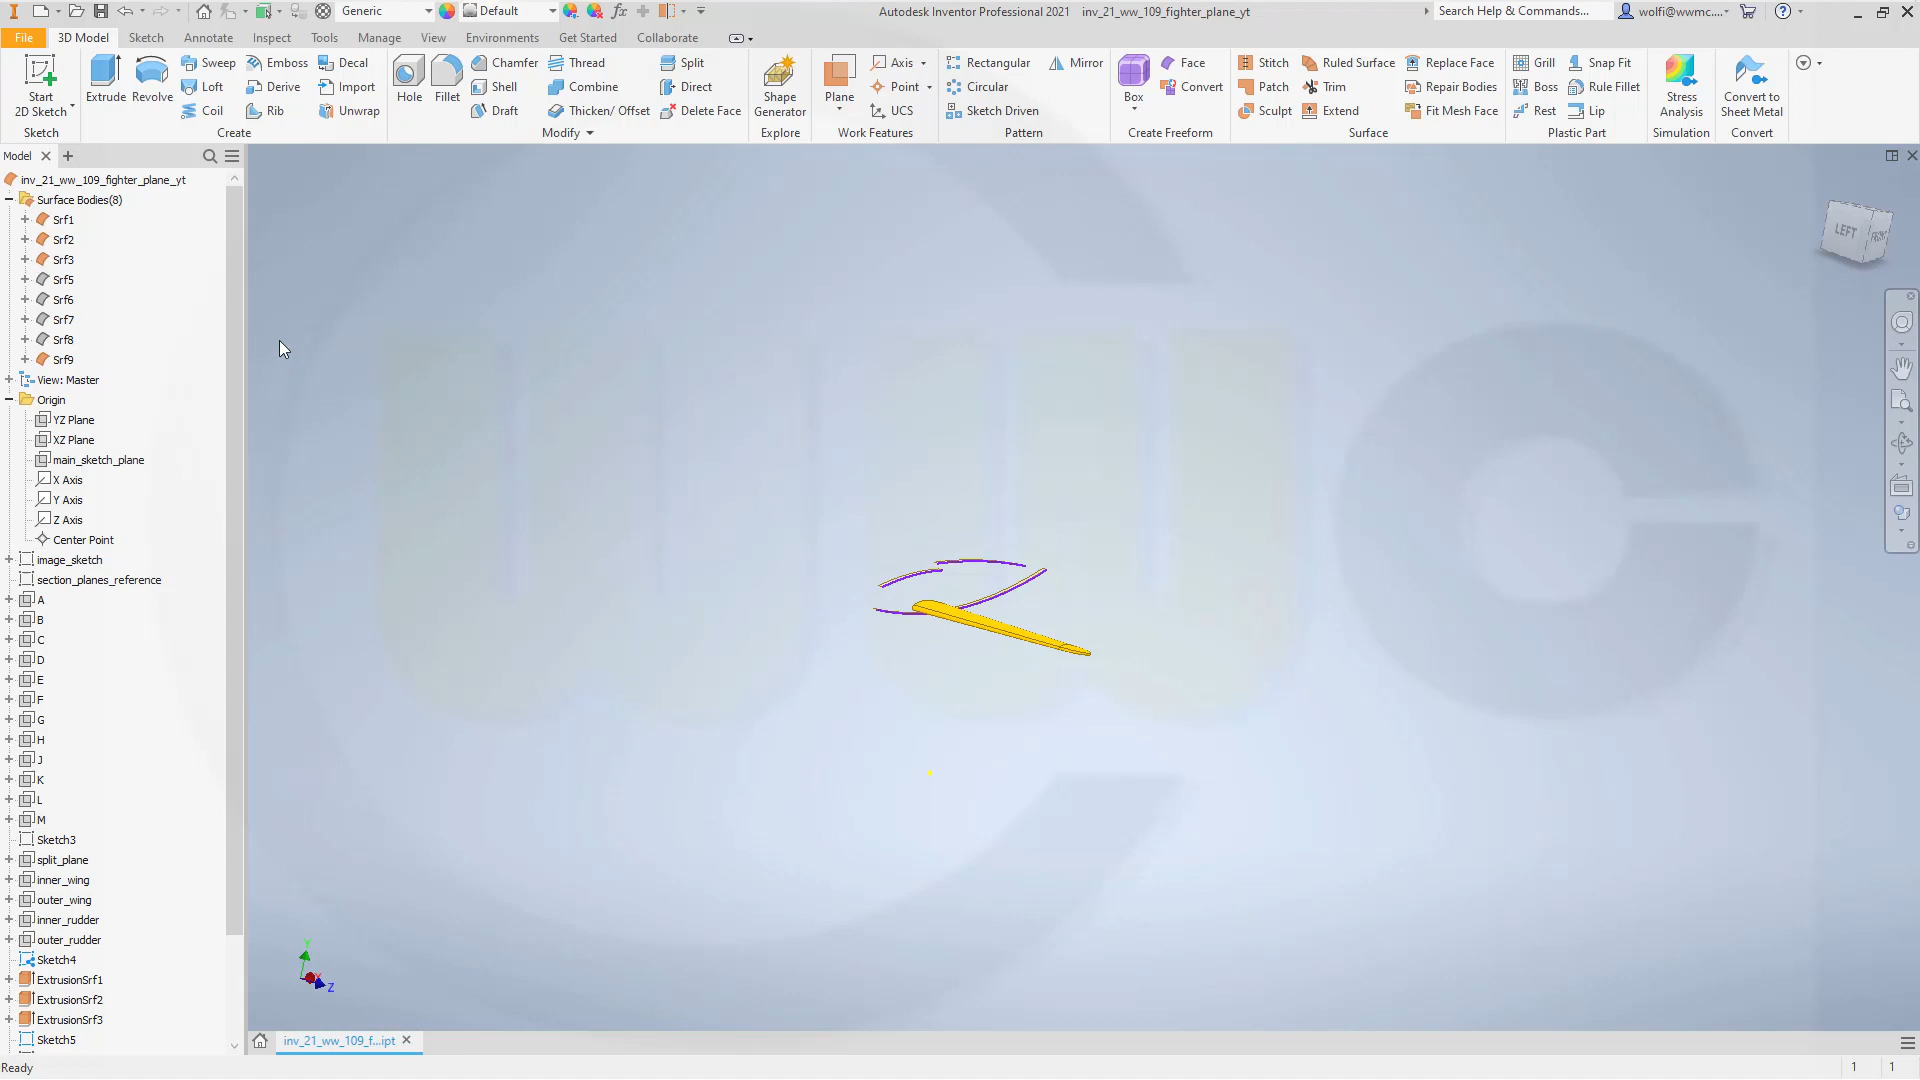 Generic
Default
Autodesk Inventor Professional 2021 inv_21_ww_109_fighter_plane_yt
Search Help & Commands...
wolfi@wwmc....
File 3D Model Sketch Annotate Inspect Tools Manage View Environments Get Started Collaborate
Start
2D Sketch
Extrude
Revolve
Sweep
Loft
Coil
Emboss
Derive
Rib
Decal
Import
Unwrap
Hole
Fillet
Chamfer
Shell
Draft
Thread
Combine
Thicken/ Offset
Split
Direct
Delete Face
Shape
Generator
Plane
Axis
Point
UCS
Rectangular
Circular
Sketch Driven
Mirror
Box
Face
Convert
Stitch
Patch
Sculpt
Ruled Surface
Trim
Extend
Replace Face
Repair Bodies
Fit Mesh Face
Grill
Boss
Rest
Snap Fit
Rule Fillet
Lip
Stress
Analysis
Convert to
Sheet Metal
Sketch Create Modify Explore Work Features Pattern Create Freeform Surface Plastic Part Simulation Convert
Model
inv_21_ww_109_fighter_plane_yt
Surface Bodies(8)
Srf1
Srf2
Srf3
Srf5
Srf6
Srf7
Srf8
Srf9
View: Master
Origin
YZ Plane
XZ Plane
main_sketch_plane
X Axis
Y Axis
Z Axis
Center Point
image_sketch
section_planes_reference
A
B
C
D
E
F
G
H
J
K
L
M
Sketch3
split_plane
inner_wing
outer_wing
inner_rudder
outer_rudder
Sketch4
ExtrusionSrf1
ExtrusionSrf2
ExtrusionSrf3
Sketch5
LEFT
FRONT
Y
X
Z
inv_21_ww_109_f...ipt
Ready
1 1